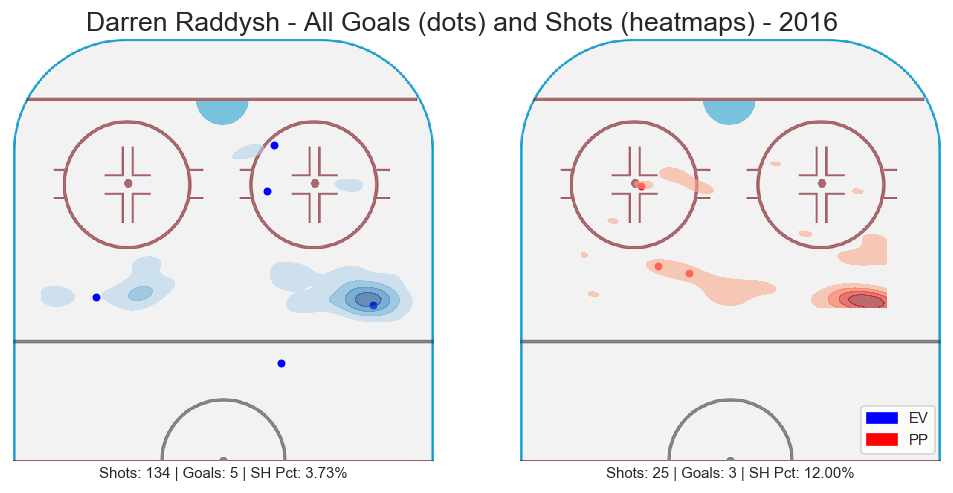 Darren Raddysh - All Goals (dots) and Shots (heatmaps) - 2016
EV
PP
Shots: 134 | Goals: 5 | SH Pct: 3.73%
Shots: 25 | Goals: 3 | SH Pct: 12.00%